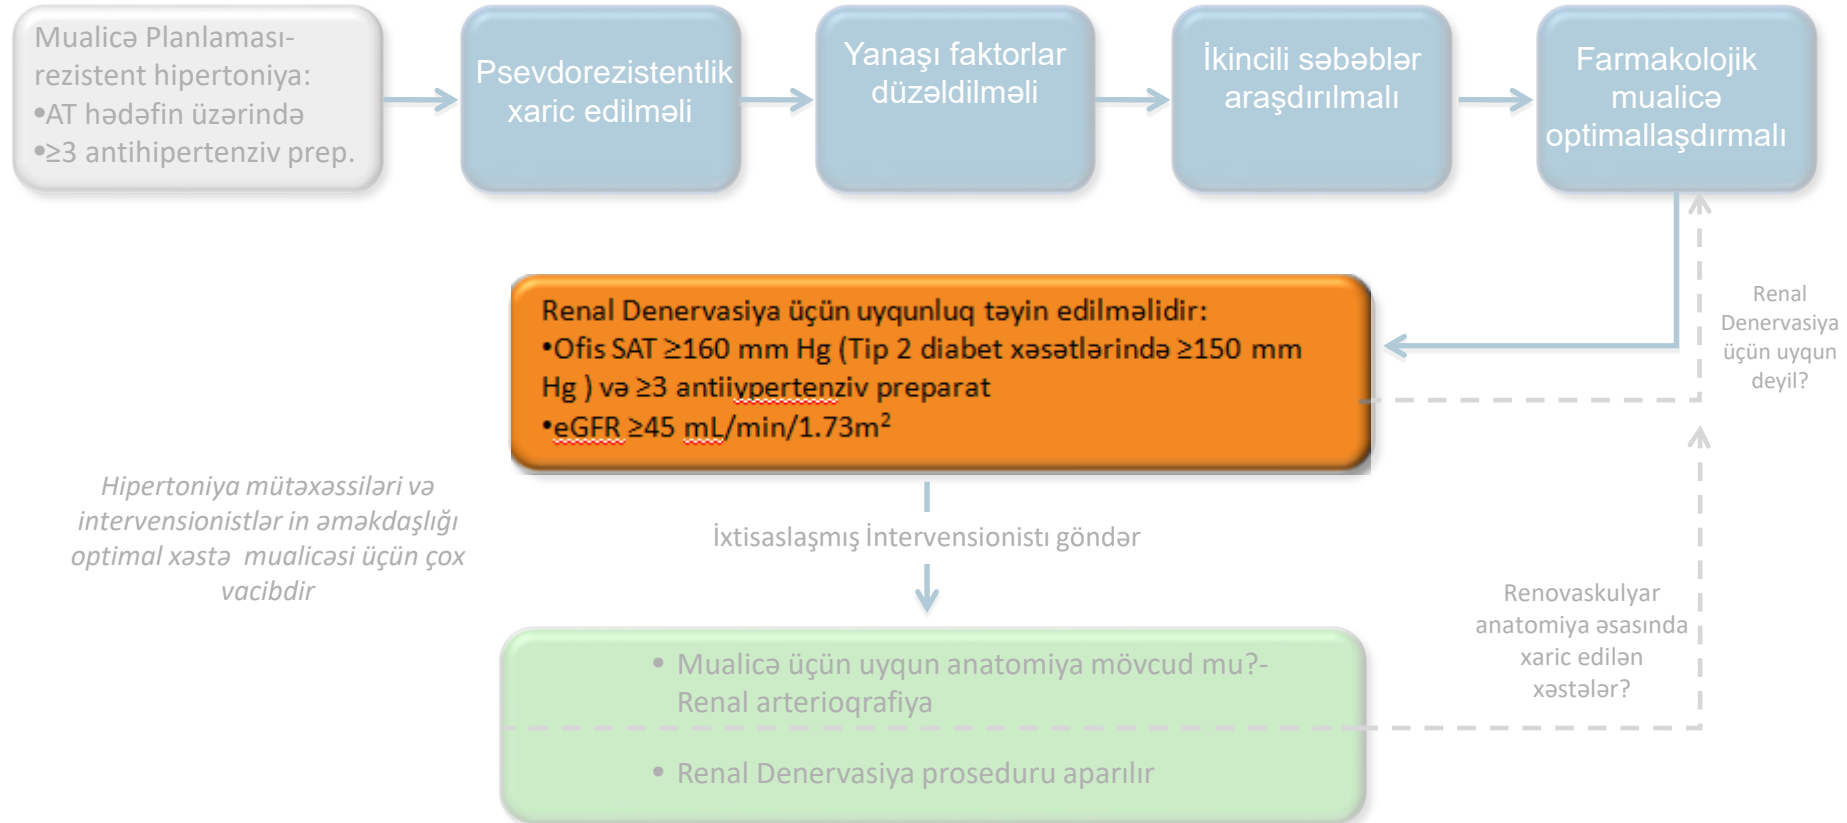 Mualicə Planlaması-
rezistent hipertoniya:
•AT hədəfin üzərində
•≥3 antihipertenziv prep.
Psevdorezistentlik
xaric edilməli
Yanaşı faktorlar
düzəldilməli
İkincili səbəblər
araşdırılmalı
Farmakolojik
mualicə
optimallaşdırmalı
Renal Denervasiya üçün uyqunluq təyin edilməlidir:
•Ofis SAT ≥160 mm Hg (Tip 2 diabet xəsətlərində ≥150 mm
Hg ) və ≥3 antiiypertenziv preparat
•eGFR ≥45 mL/min/1.73m²
Renal
Denervasiya
üçün uyqun
deyil?
Hipertoniya mütəxəssiləri və
intervensionistlər in əməkdaşlığı
optimal xəstə mualicəsi üçün çox
vacibdir
İxtisaslaşmış İntervensionistı göndər
Renovaskulyar
anatomiya əsasında
xaric edilən
xəstələr?
• Mualicə üçün uyqun anatomiya mövcud mu?-
Renal arterioqrafiya
• Renal Denervasiya proseduru aparılır